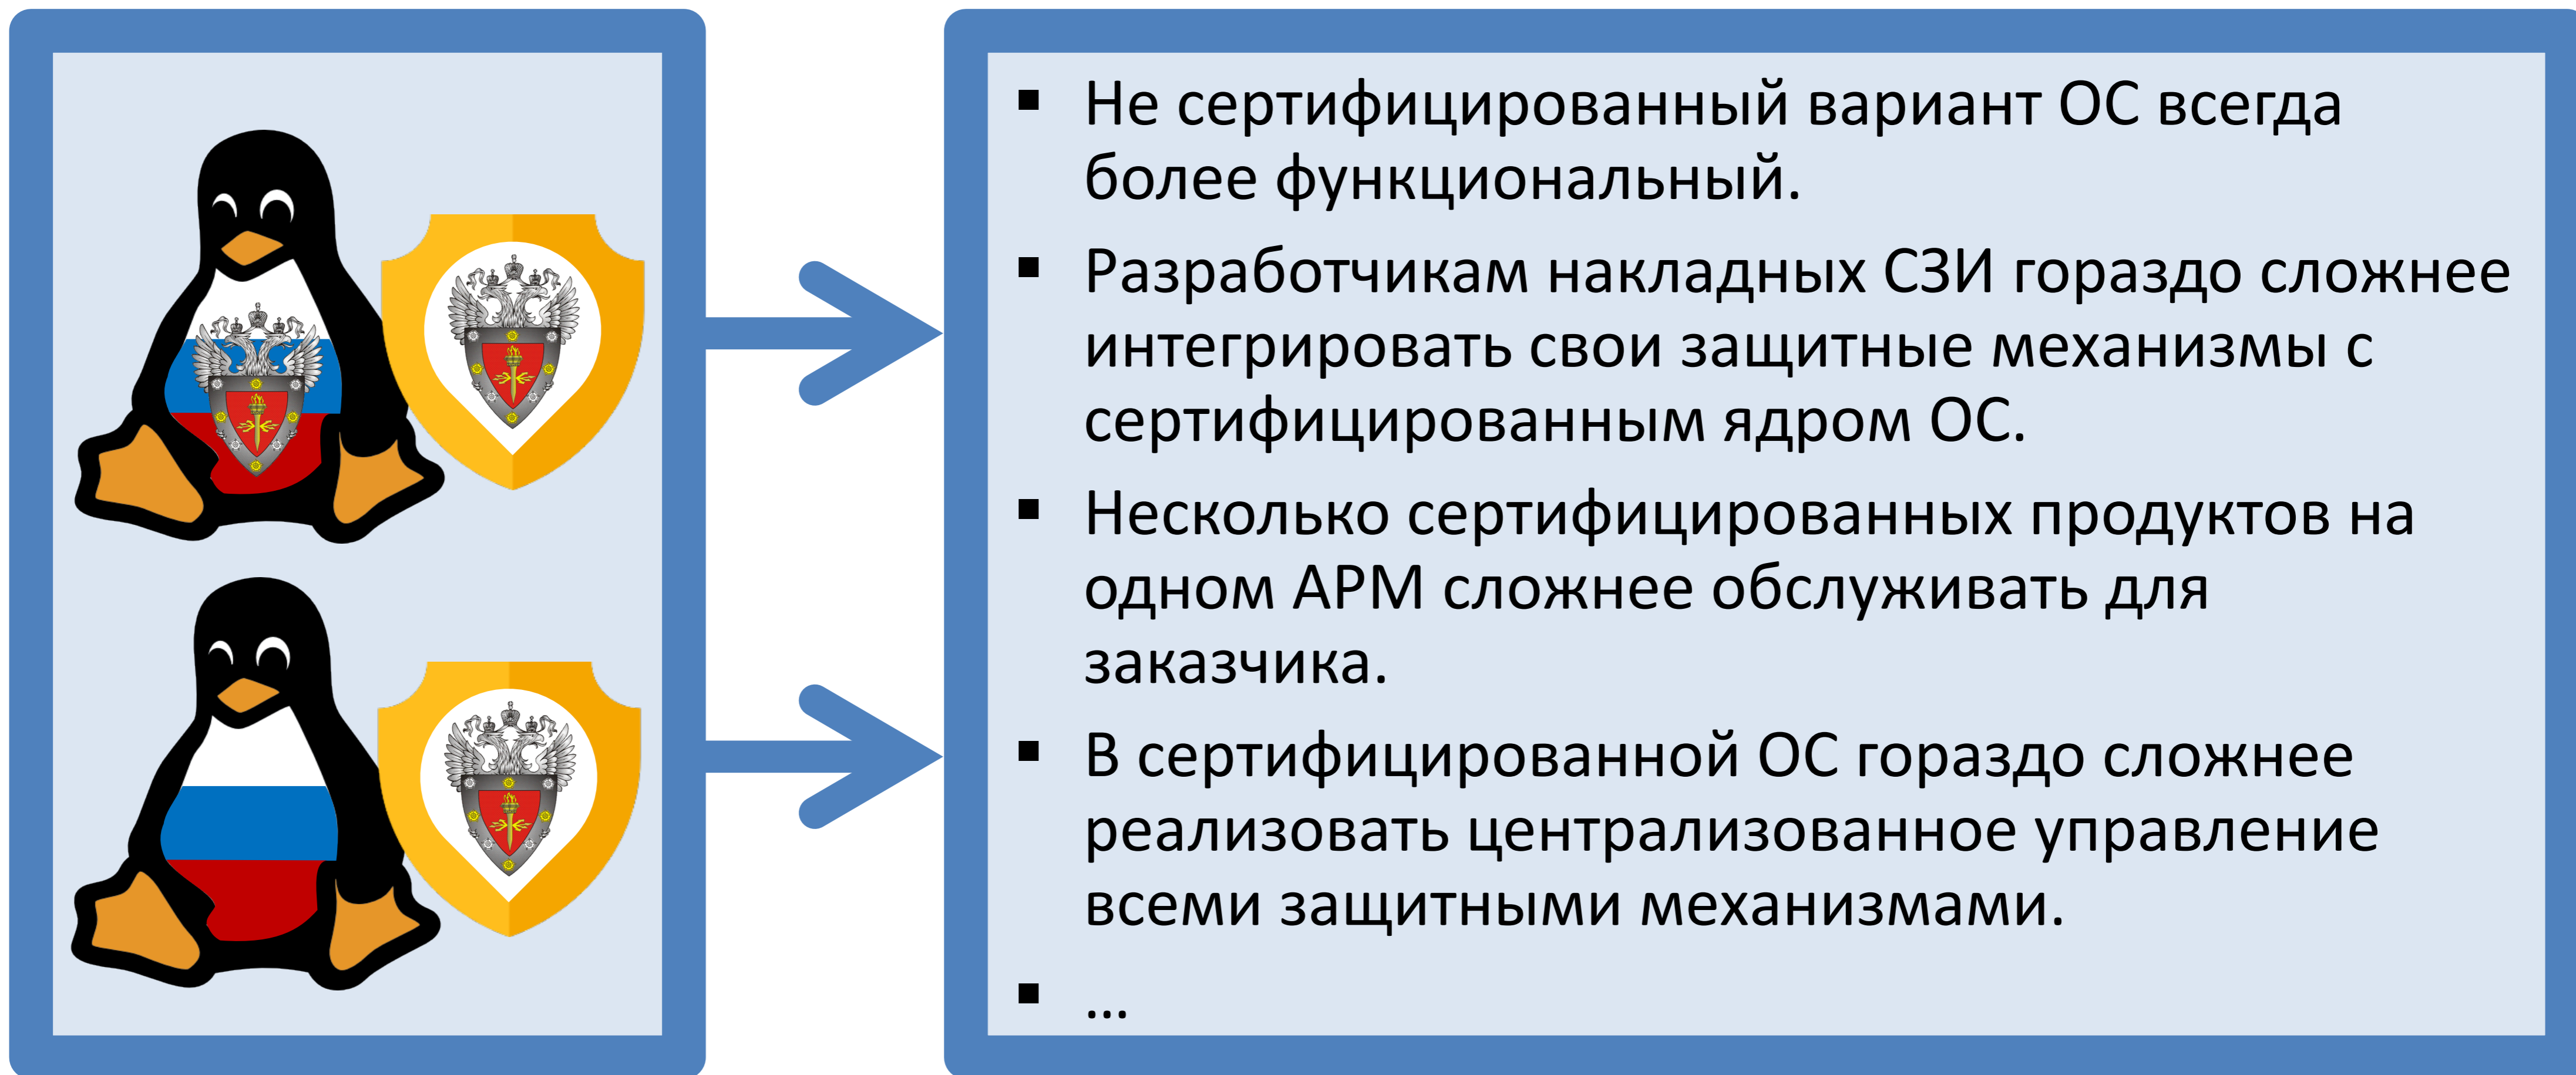 ▪ Не сертифицированный вариант ОС всегда
более функциональный.
▪ Разработчикам накладных СЗИ гораздо сложнее
интегрировать свои защитные механизмы с
сертифицированным ядром ОС.
▪ Несколько сертифицированных продуктов на
одном АРМ сложнее обслуживать для
заказчика.
▪ В сертифицированной ОС гораздо сложнее
реализовать централизованное управление
всеми защитными механизмами.
▪ …